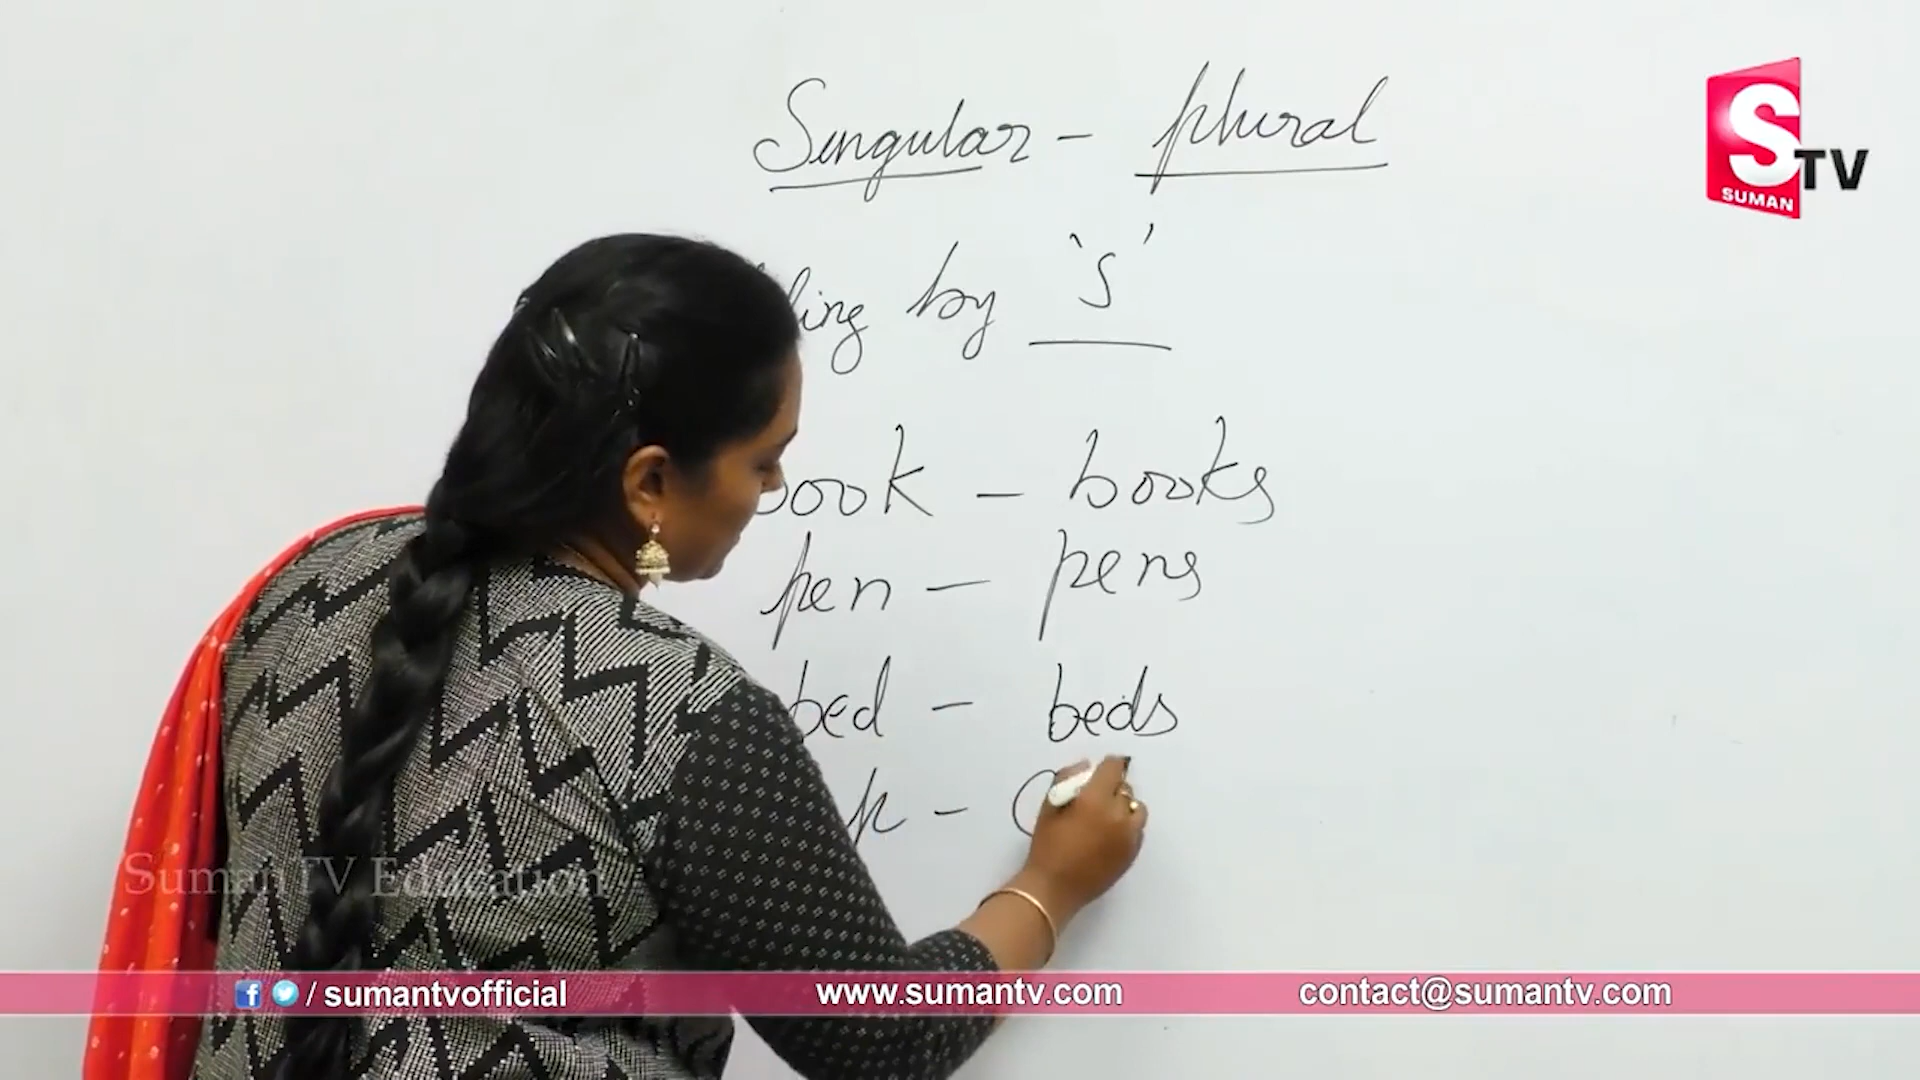 Singular - plural
S
TV
SUMAN
by 's'
book - books
pen - pens
bed - beds
Suman TV Education
/ sumantvofficial
www.sumantv.com
contact@sumantv.com